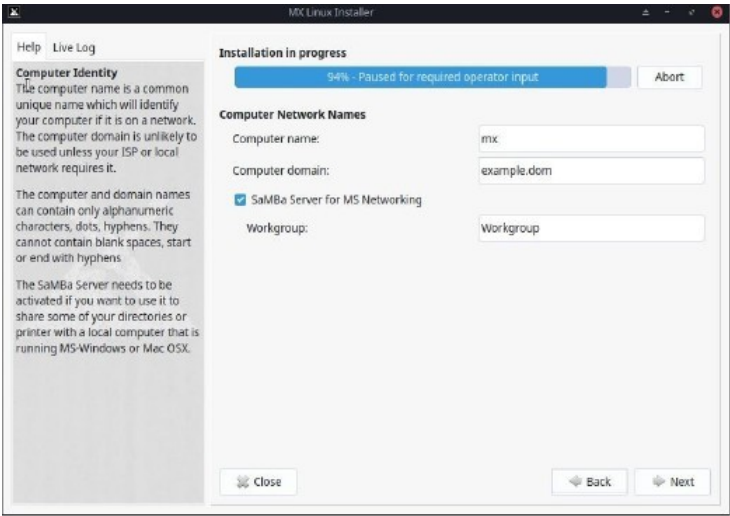 MX Linux Installer
Help
Live Log
Computer Identity
The computer name is a common
unique name which will identify
your computer if it is on a network.
The computer domain is unlikely to
be used unless your ISP or local
network requires it.
The computer and domain names
can contain only alphanumeric
characters, dots, hyphens. They
cannot contain blank spaces, start
or end with hyphens
The SaMBa Server needs to be
activated if you want to use it to
share some of your directories or
printer with a local computer that is
running MS-Windows or Mac OSX.
Installation in progress
94% - Paused for required operator input
Abort
Computer Network Names
Computer name:
mx
Computer domain:
example.dom
SaMBa Server for MS Networking
Workgroup:
Workgroup
Close
Back
Next